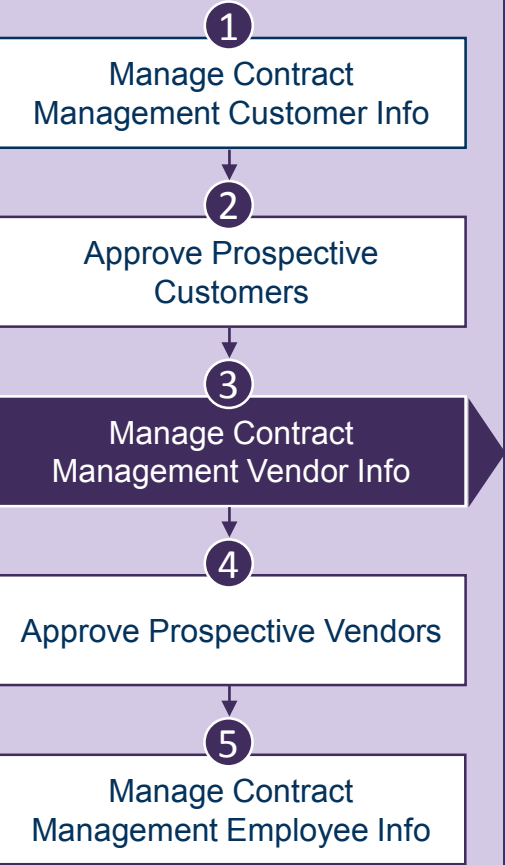 1
Manage Contract
Management Customer Info
2
Approve Prospective
Customers
3
Manage Contract
Management Vendor Info
4
Approve Prospective Vendors
5
Manage Contract
Management Employee Info